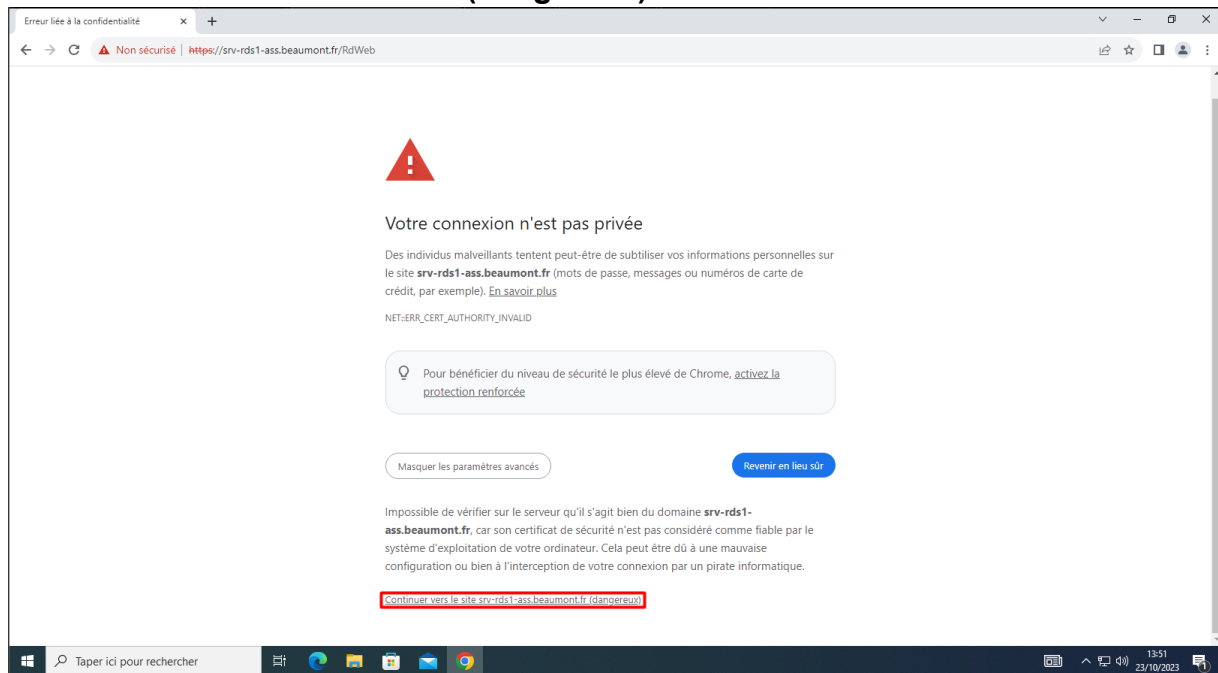 Erreur liée à la confidentialité
Non sécurisé | https://srv-rds1-ass.beaumont.fr/RdWeb
Votre connexion n'est pas privée
Des individus malveillants tentent peut-être de subtiliser vos informations personnelles sur
le site srv-rds1-ass.beaumont.fr (mots de passe, messages ou numéros de carte de
crédit, par exemple). En savoir plus
NET::ERR_CERT_AUTHORITY_INVALID
Pour bénéficier du niveau de sécurité le plus élevé de Chrome, activez la
protection renforcée
Masquer les paramètres avancés
Revenir en lieu sûr
Impossible de vérifier sur le serveur qu'il s'agit bien du domaine srv-rds1-
ass.beaumont.fr, car son certificat de sécurité n'est pas considéré comme fiable par le
système d'exploitation de votre ordinateur. Cela peut être dû à une mauvaise
configuration ou bien à l'interception de votre connexion par un pirate informatique.
Continuer vers le site srv-rds1-ass.beaumont.fr (dangereux)
Taper ici pour rechercher
13:51
23/10/2023
1